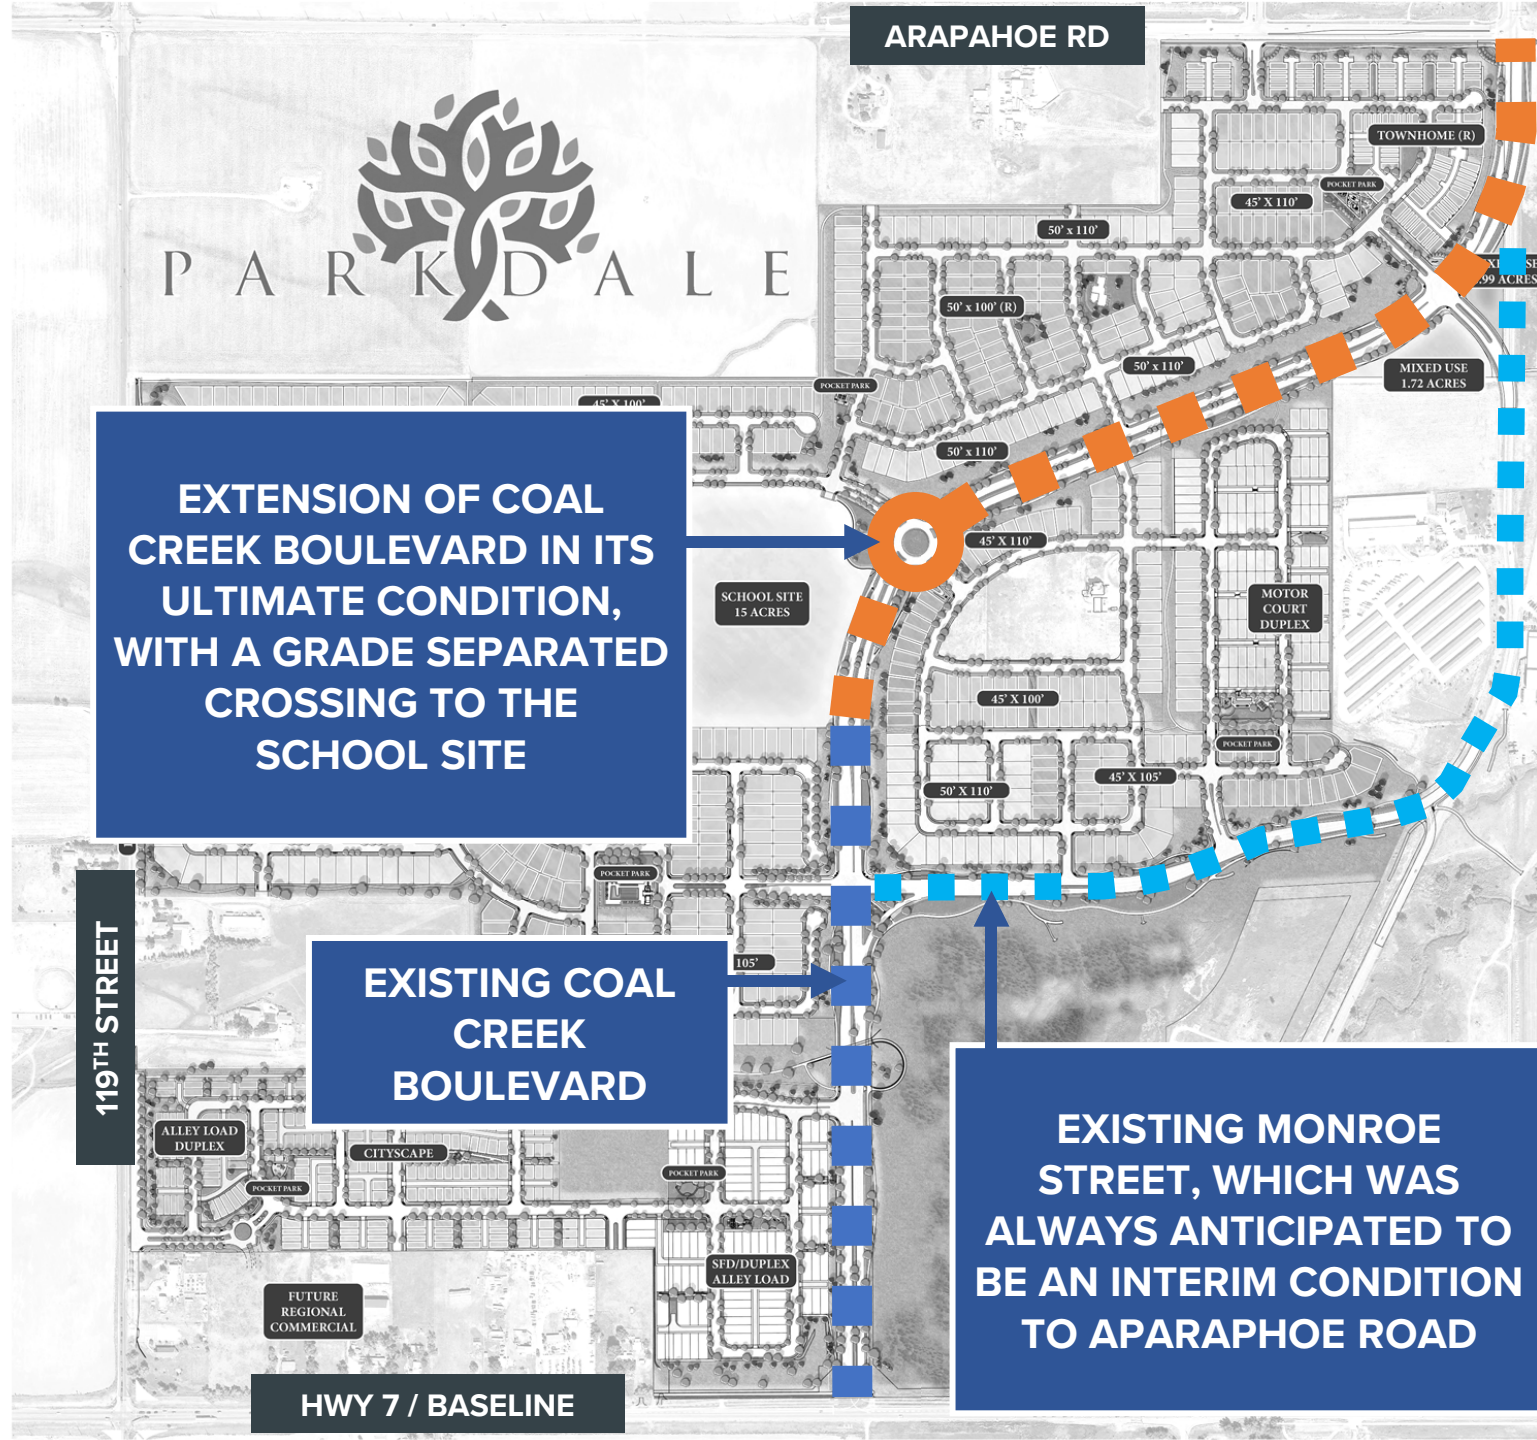 ARAPAHOE RD
TOWNHOME (R)
POCKET PARK
45' X 110'
50' x 110'
PARKDALE
50' x 100' (R)
50' x 110'
MIXED USE
1.72 ACRES
.99 ACRES
POCKET PARK
45' X 100'
50' x 110'
EXTENSION OF COAL
CREEK BOULEVARD IN ITS
ULTIMATE CONDITION,
WITH A GRADE SEPARATED
CROSSING TO THE
SCHOOL SITE
45' X 110'
SCHOOL SITE
15 ACRES
MOTOR
COURT
DUPLEX
45' X 100'
POCKET PARK
45' X 105'
50' X 110'
POCKET PARK
119TH STREET
105'
EXISTING COAL
CREEK
BOULEVARD
EXISTING MONROE
STREET, WHICH WAS
ALWAYS ANTICIPATED TO
BE AN INTERIM CONDITION
TO APARAPHOE ROAD
ALLEY LOAD
DUPLEX
CITYSCAPE
POCKET PARK
POCKET PARK
SFD/DUPLEX
ALLEY LOAD
FUTURE
REGIONAL
COMMERCIAL
HWY 7 / BASELINE